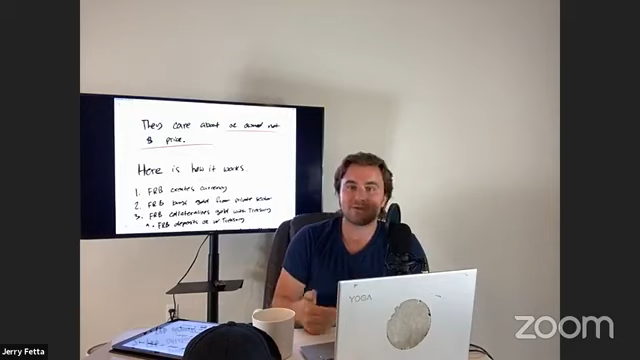 They care about oz owned not
$ price.
Here is how it works
1. FRB creates currency
2. FRB buys gold from private sector
3. FRB collateralizes gold with Treasury
^. FRB deposits oz w/ Treasury
YOGA
zoom
Jerry Fetta